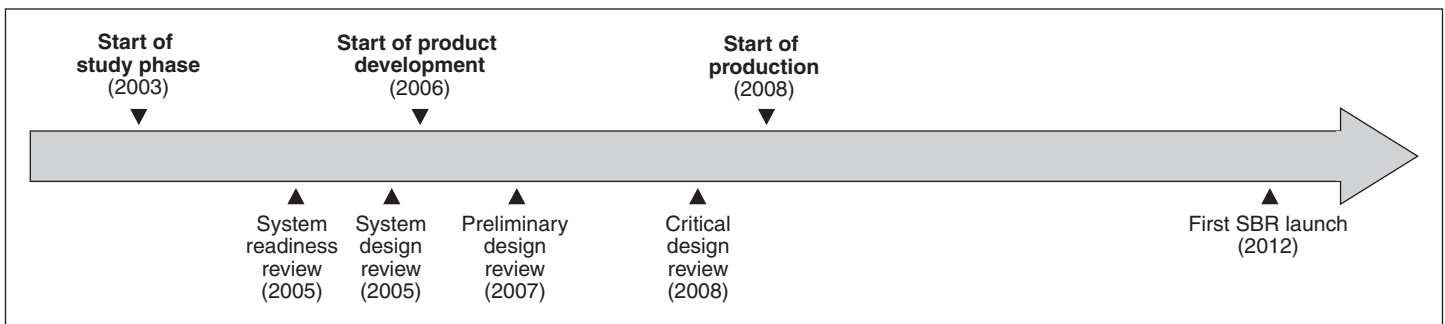 Start of
study phase
(2003)
Start of product
development
(2006)
Start of
production
(2008)
System
readiness
review
(2005)
System
design
review
(2005)
Preliminary
design
review
(2007)
Critical
design
review
(2008)
First SBR launch
(2012)